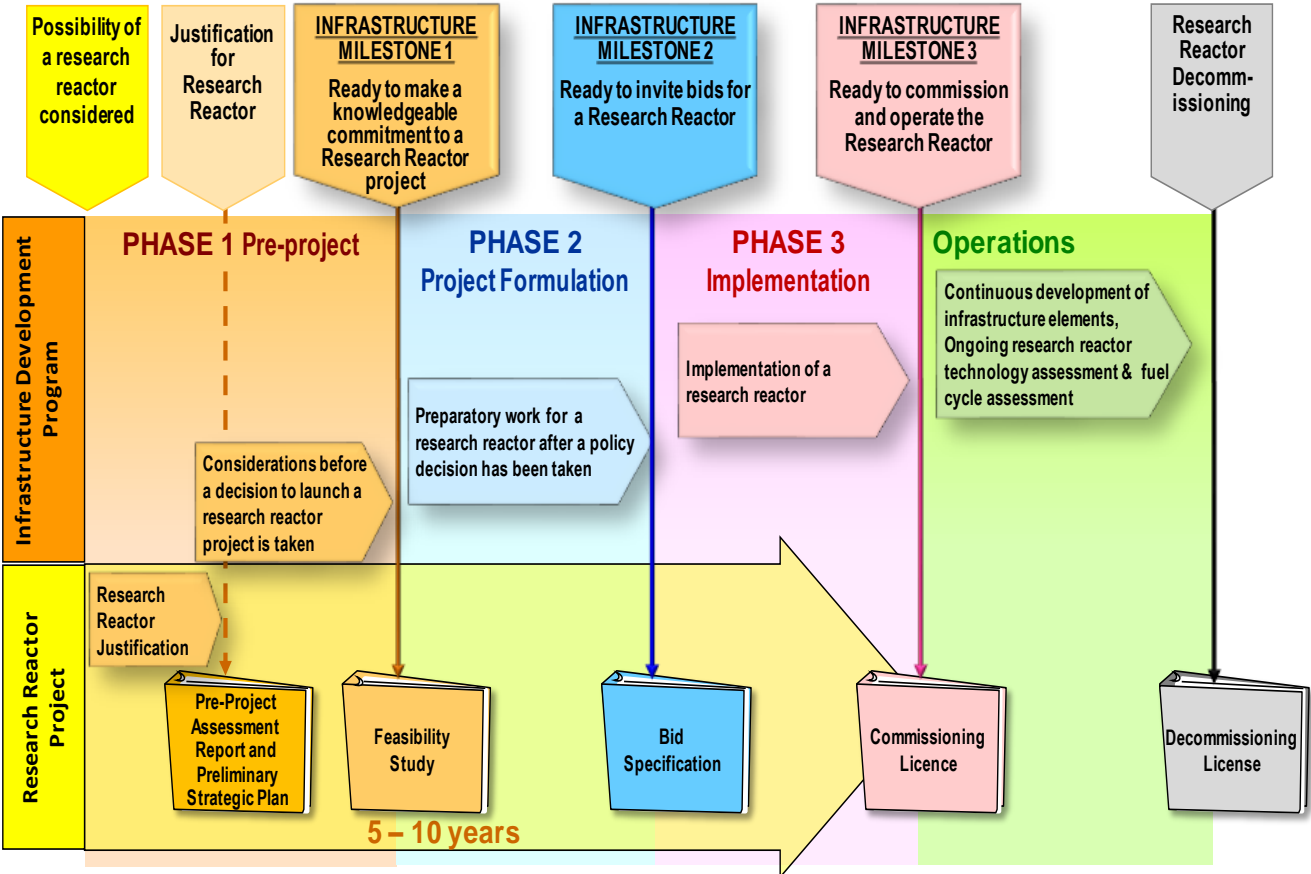 Possibility of
a research
reactor
considered
Justification
for
Research
Reactor
INFRASTRUCTURE
MILESTONE 1
Ready to make a
knowledgeable
commitment to a
Research Reactor
project
INFRASTRUCTURE
MILESTONE 2
Ready to invite bids for
a Research Reactor
INFRASTRUCTURE
MILESTONE 3
Ready to commission
and operate the
Research Reactor
Research
Reactor
Decomm-
issioning
Infrastructure Development
Program
PHASE 1 Pre-project
PHASE 2
Project Formulation
PHASE 3
Implementation
Operations
Considerations before
a decision to launch a
research reactor
project is taken
Preparatory work for a
research reactor after a policy
decision has been taken
Implementation of a
research reactor
Continuous development of
infrastructure elements,
Ongoing research reactor
technology assessment & fuel
cycle assessment
Research Reactor
Project
Research
Reactor
Justification
Pre-Project
Assessment
Report and
Preliminary
Strategic Plan
Feasibility
Study
Bid
Specification
Commissioning
Licence
Decommissioning
License
5 – 10 years